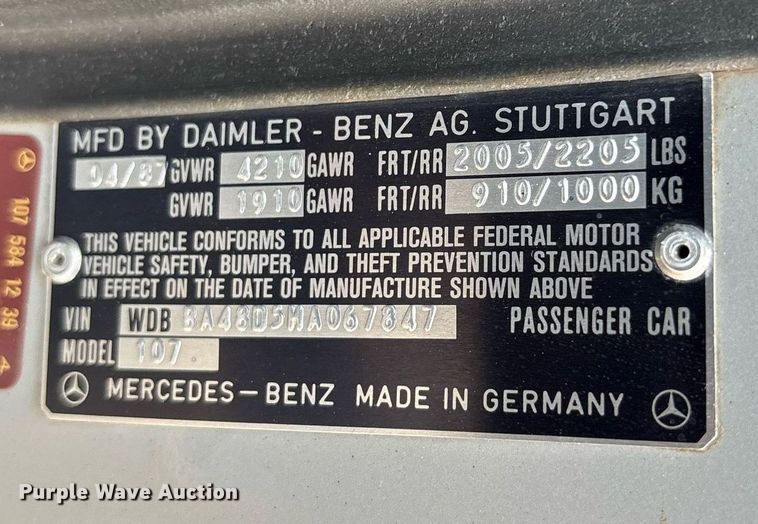 MFD BY DAIMLER - BENZ AG. STUTTGART
04/87 GVWR 4210 GAWR FRT/RR 2005/2205 LBS
GVWR 1910 GAWR FRT/RR 910/1000 KG
THIS VEHICLE CONFORMS TO ALL APPLICABLE FEDERAL MOTOR
VEHICLE SAFETY, BUMPER, AND THEFT PREVENTION STANDARDS
IN EFFECT ON THE DATE OF MANUFACTURE SHOWN ABOVE
VIN WDB BA48D5HA067847 PASSENGER CAR
MODEL 107
MERCEDES-BENZ MADE IN GERMANY
107 584 12 39 4
Purple Wave Auction